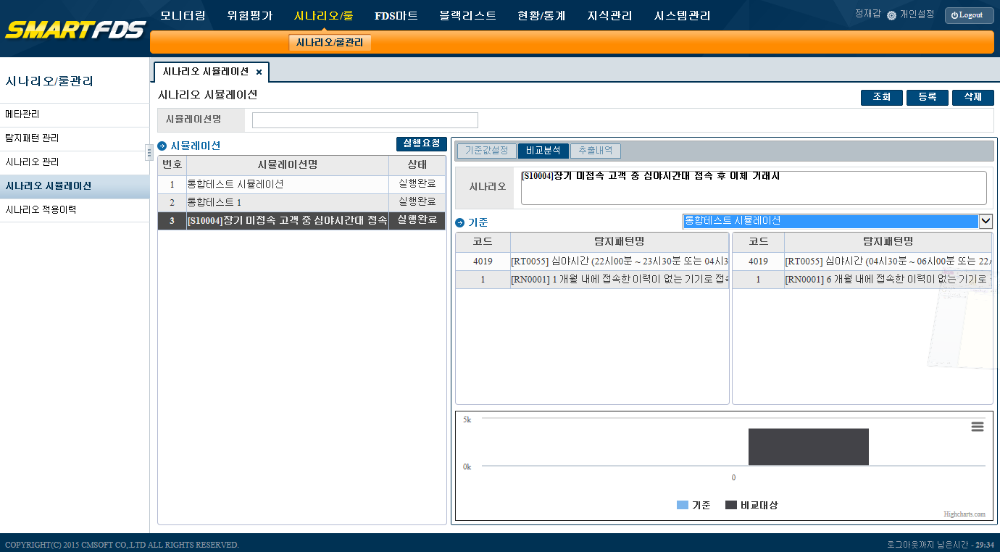 모니터링 위험평가 시나리오/룰 FDS마트 블랙리스트 현황/통계 지식관리 시스템관리
정재갑 개인설정 Logout
SMARTFDS
시나리오/룰관리
시나리오/룰관리
메타관리
탐지패턴 관리
시나리오 관리
시나리오 시뮬레이션
시나리오 적용이력
시나리오 시뮬레이션 ×
시나리오 시뮬레이션
조회 등록 삭제
시뮬레이션명
시뮬레이션 실행요청
번호 시뮬레이션명 상태
1 통합테스트 시뮬레이션 실행완료
2 통합테스트 1 실행완료
3 [S10004]장기 미접속 고객 중 심야시간대 접속 실행완료
기준값설정 비교분석 추출내역
시나리오 [S10004]장기 미접속 고객 중 심야시간대 접속 후 이체 거래시
기준 통합테스트 시뮬레이션
코드 탐지패턴명
4019 [RT0055] 심야시간 (22시00분 ~ 23시30분 또는 04시3
1 [RN0001] 1 개월 내에 접속한 이력이 없는 기기로 접속
코드 탐지패턴명
4019 [RT0055] 심야시간 (04시30분 ~ 06시00분 또는 22
1 [RN0001] 6 개월 내에 접속한 이력이 없는 기기로
5k
0k
0
기준 비교대상
Highcharts.com
COPYRIGHT(C) 2015 CMSOFT CO,.LTD ALL RIGHTS RESERVED.
로그아웃까지 남은시간 - 29:34